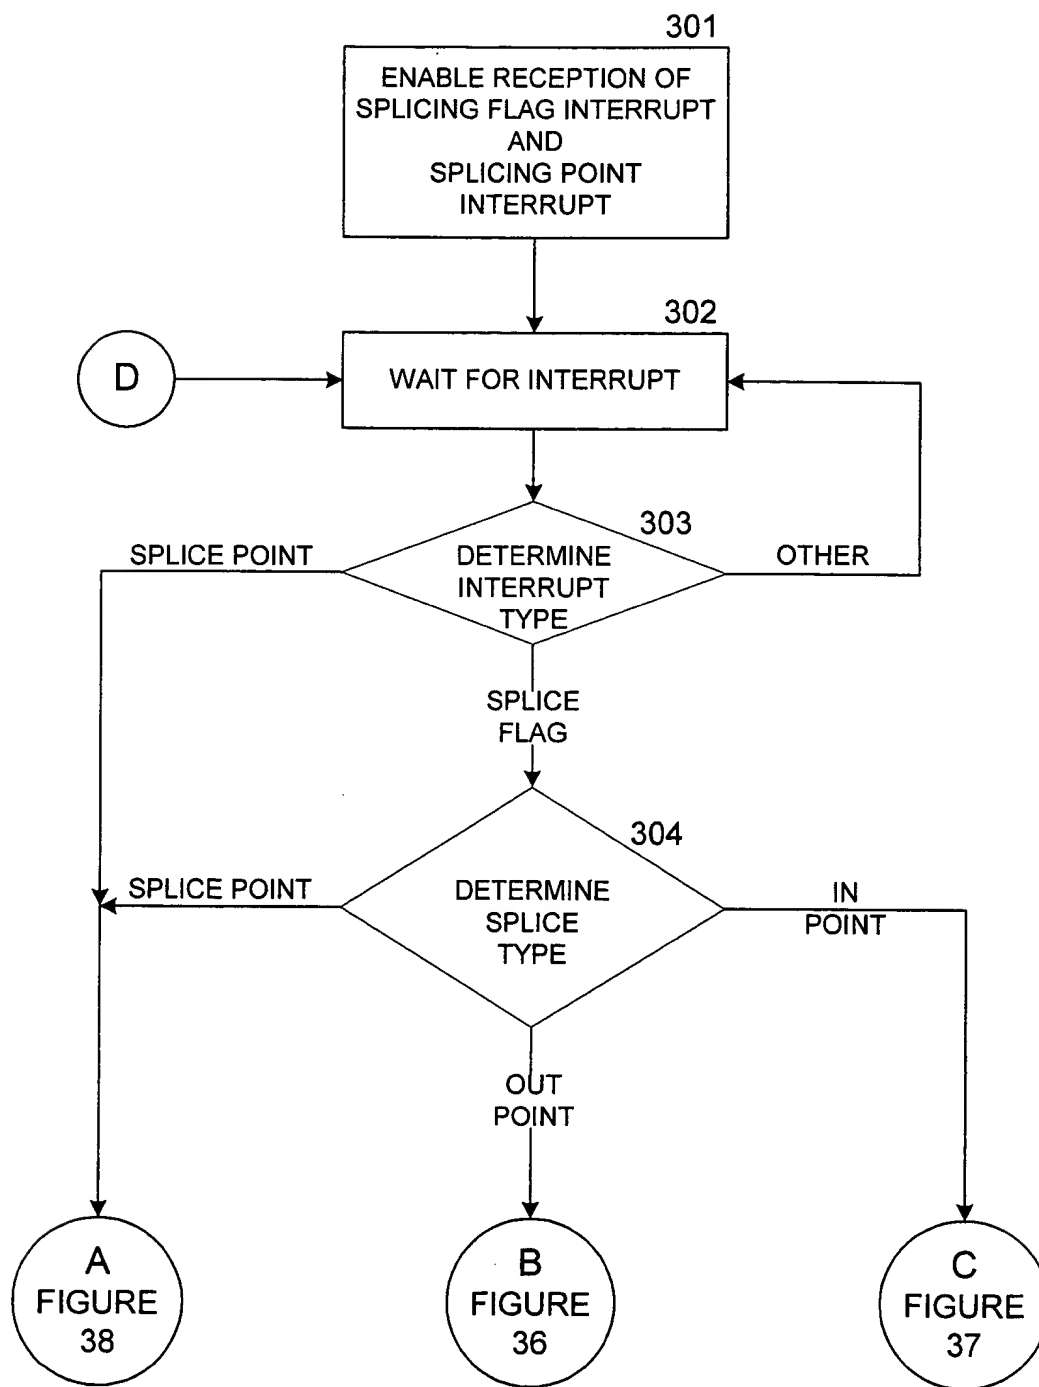 301
ENABLE RECEPTION OF
SPLICING FLAG INTERRUPT
AND
SPLICING POINT
INTERRUPT
302
D
WAIT FOR INTERRUPT
303
SPLICE POINT
DETERMINE
INTERRUPT
TYPE
OTHER
SPLICE
FLAG
304
SPLICE POINT
DETERMINE
SPLICE
TYPE
IN
POINT
OUT
POINT
A
FIGURE
38
B
FIGURE
36
C
FIGURE
37